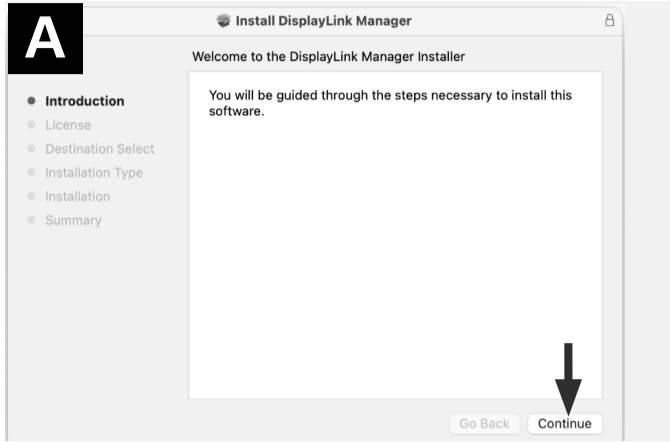 A
Install DisplayLink Manager
Welcome to the DisplayLink Manager Installer
Introduction
License
Destination Select
Installation Type
Installation
Summary
You will be guided through the steps necessary to install this
software.
Go Back
Continue